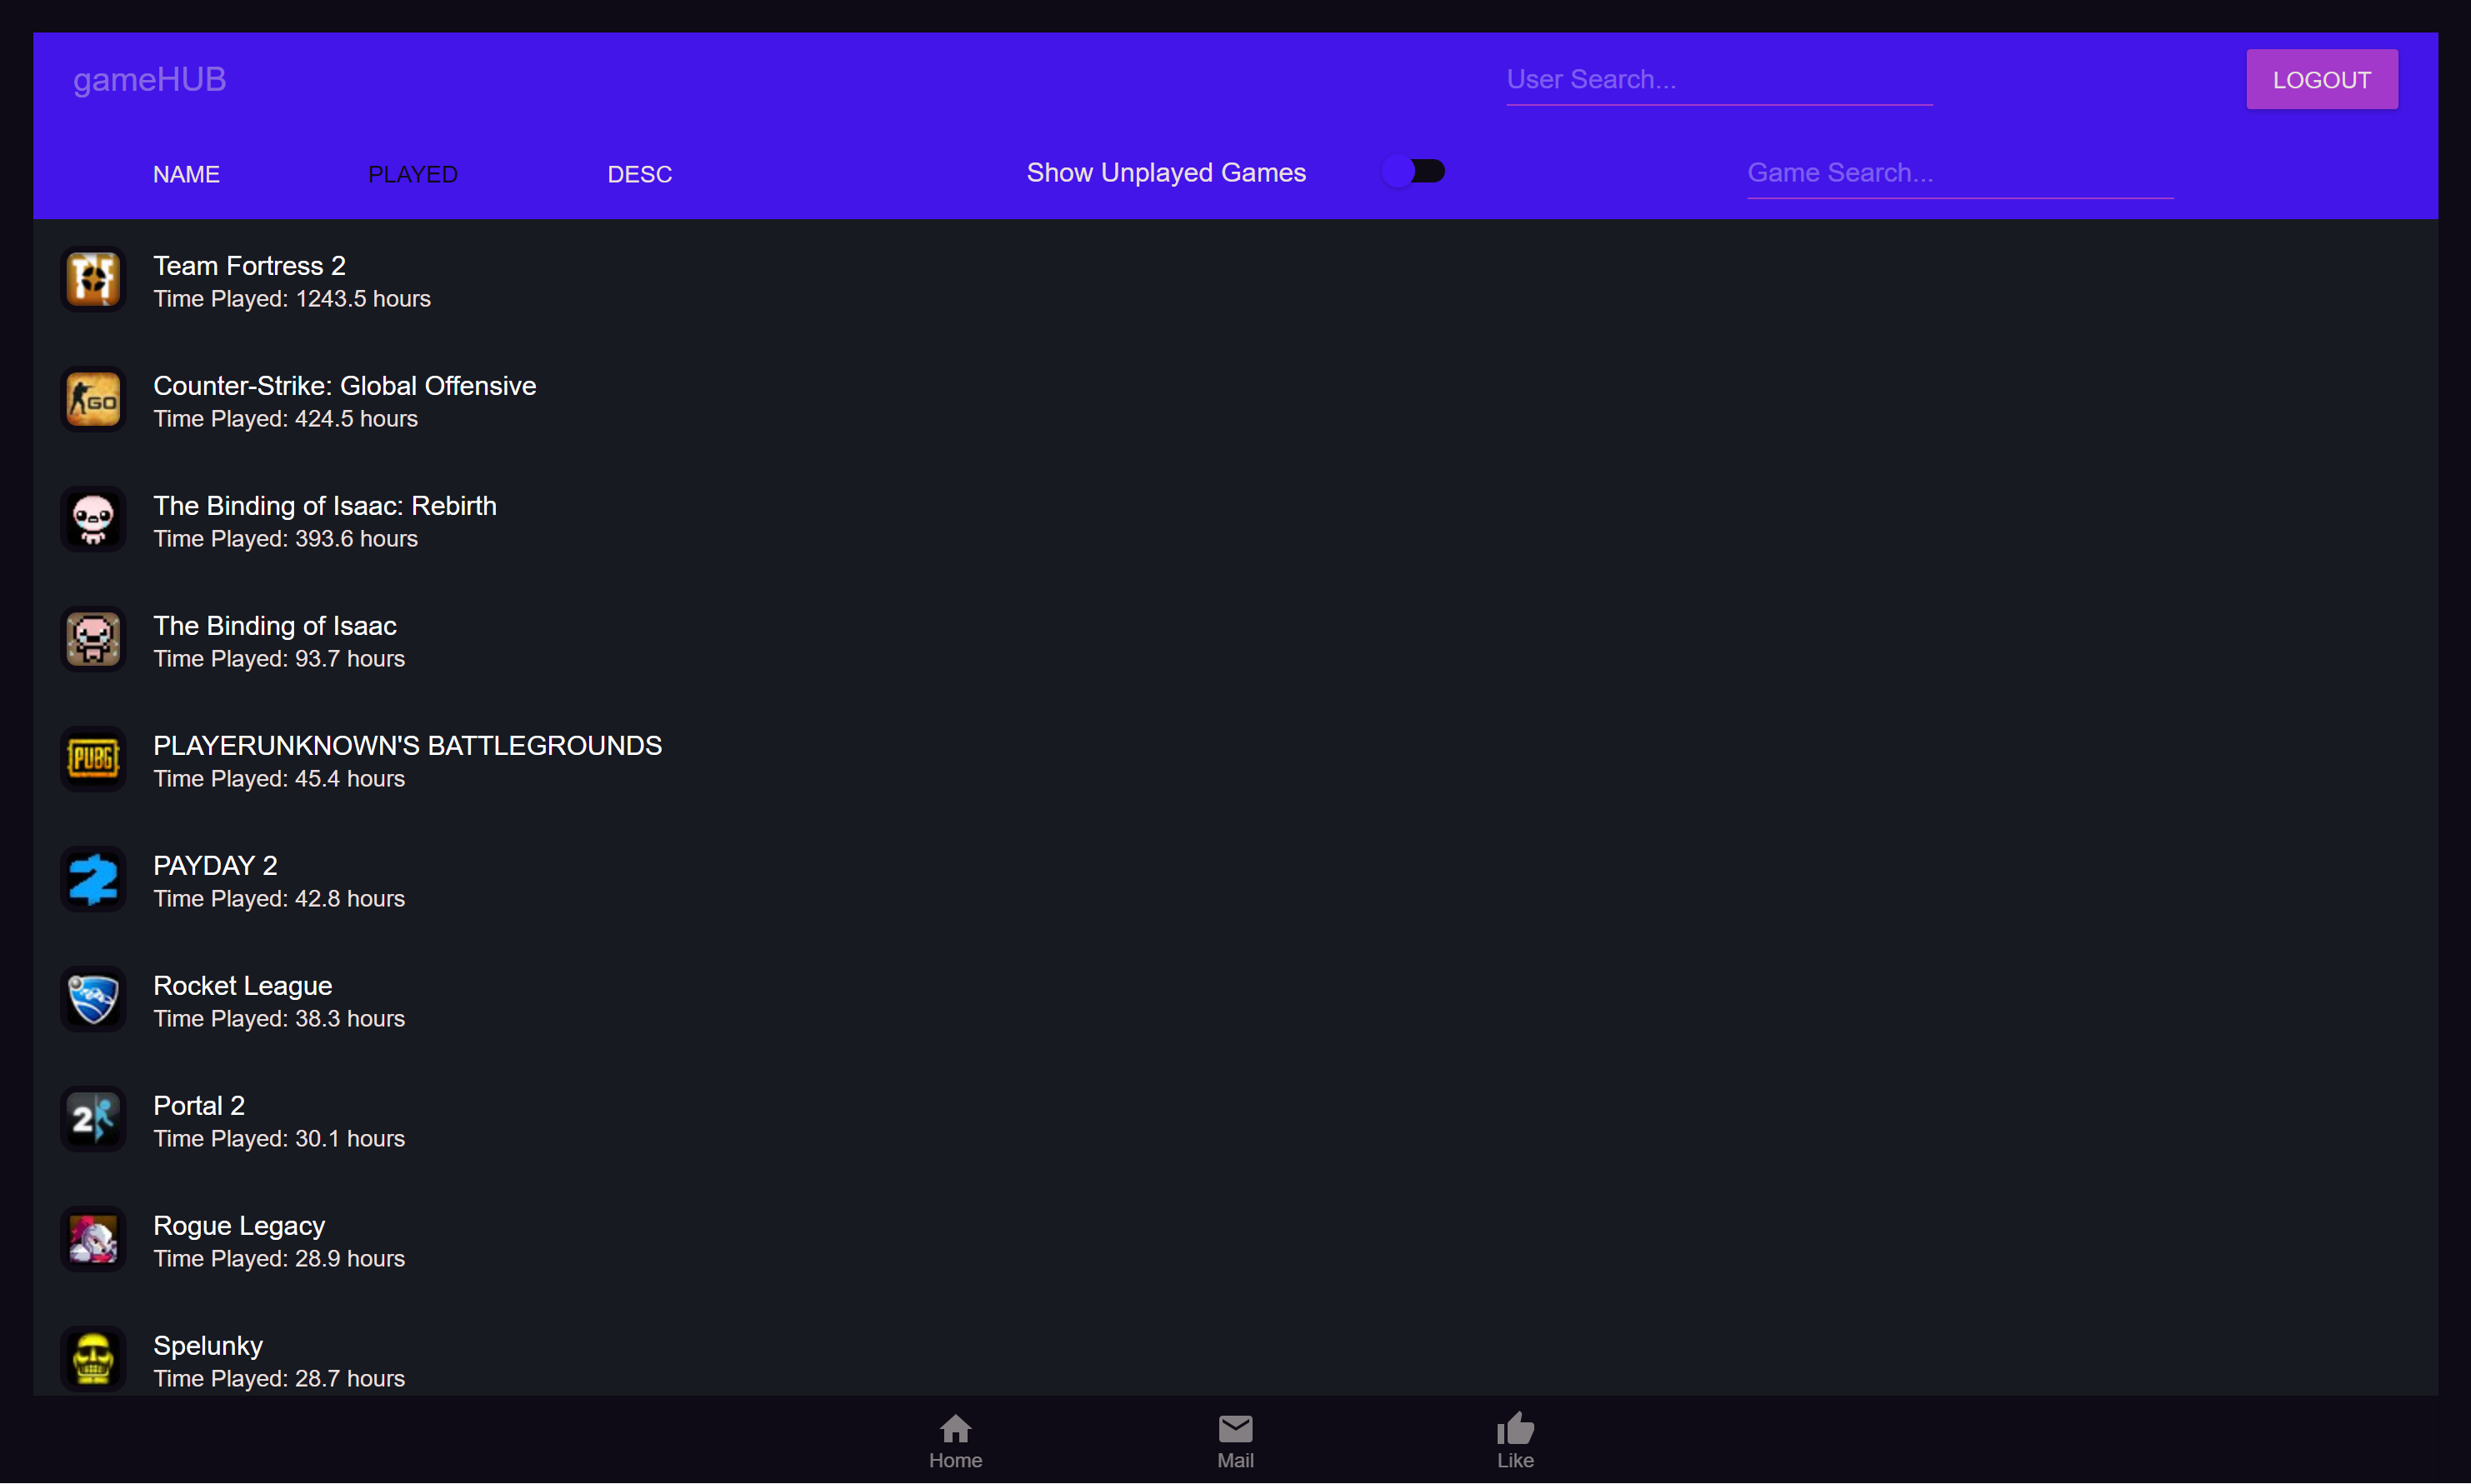 gameHUB
User Search...
LOGOUT
NAME
PLAYED
DESC
Show Unplayed Games
Game Search...
Team Fortress 2
Time Played: 1243.5 hours
GO
Counter-Strike: Global Offensive
Time Played: 424.5 hours
The Binding of Isaac: Rebirth
Time Played: 393.6 hours
The Binding of Isaac
Time Played: 93.7 hours
PUBG
PLAYERUNKNOWN'S BATTLEGROUNDS
Time Played: 45.4 hours
2
PAYDAY 2
Time Played: 42.8 hours
Rocket League
Time Played: 38.3 hours
2
Portal 2
Time Played: 30.1 hours
Rogue Legacy
Time Played: 28.9 hours
Spelunky
Time Played: 28.7 hours
Home
Mail
Like